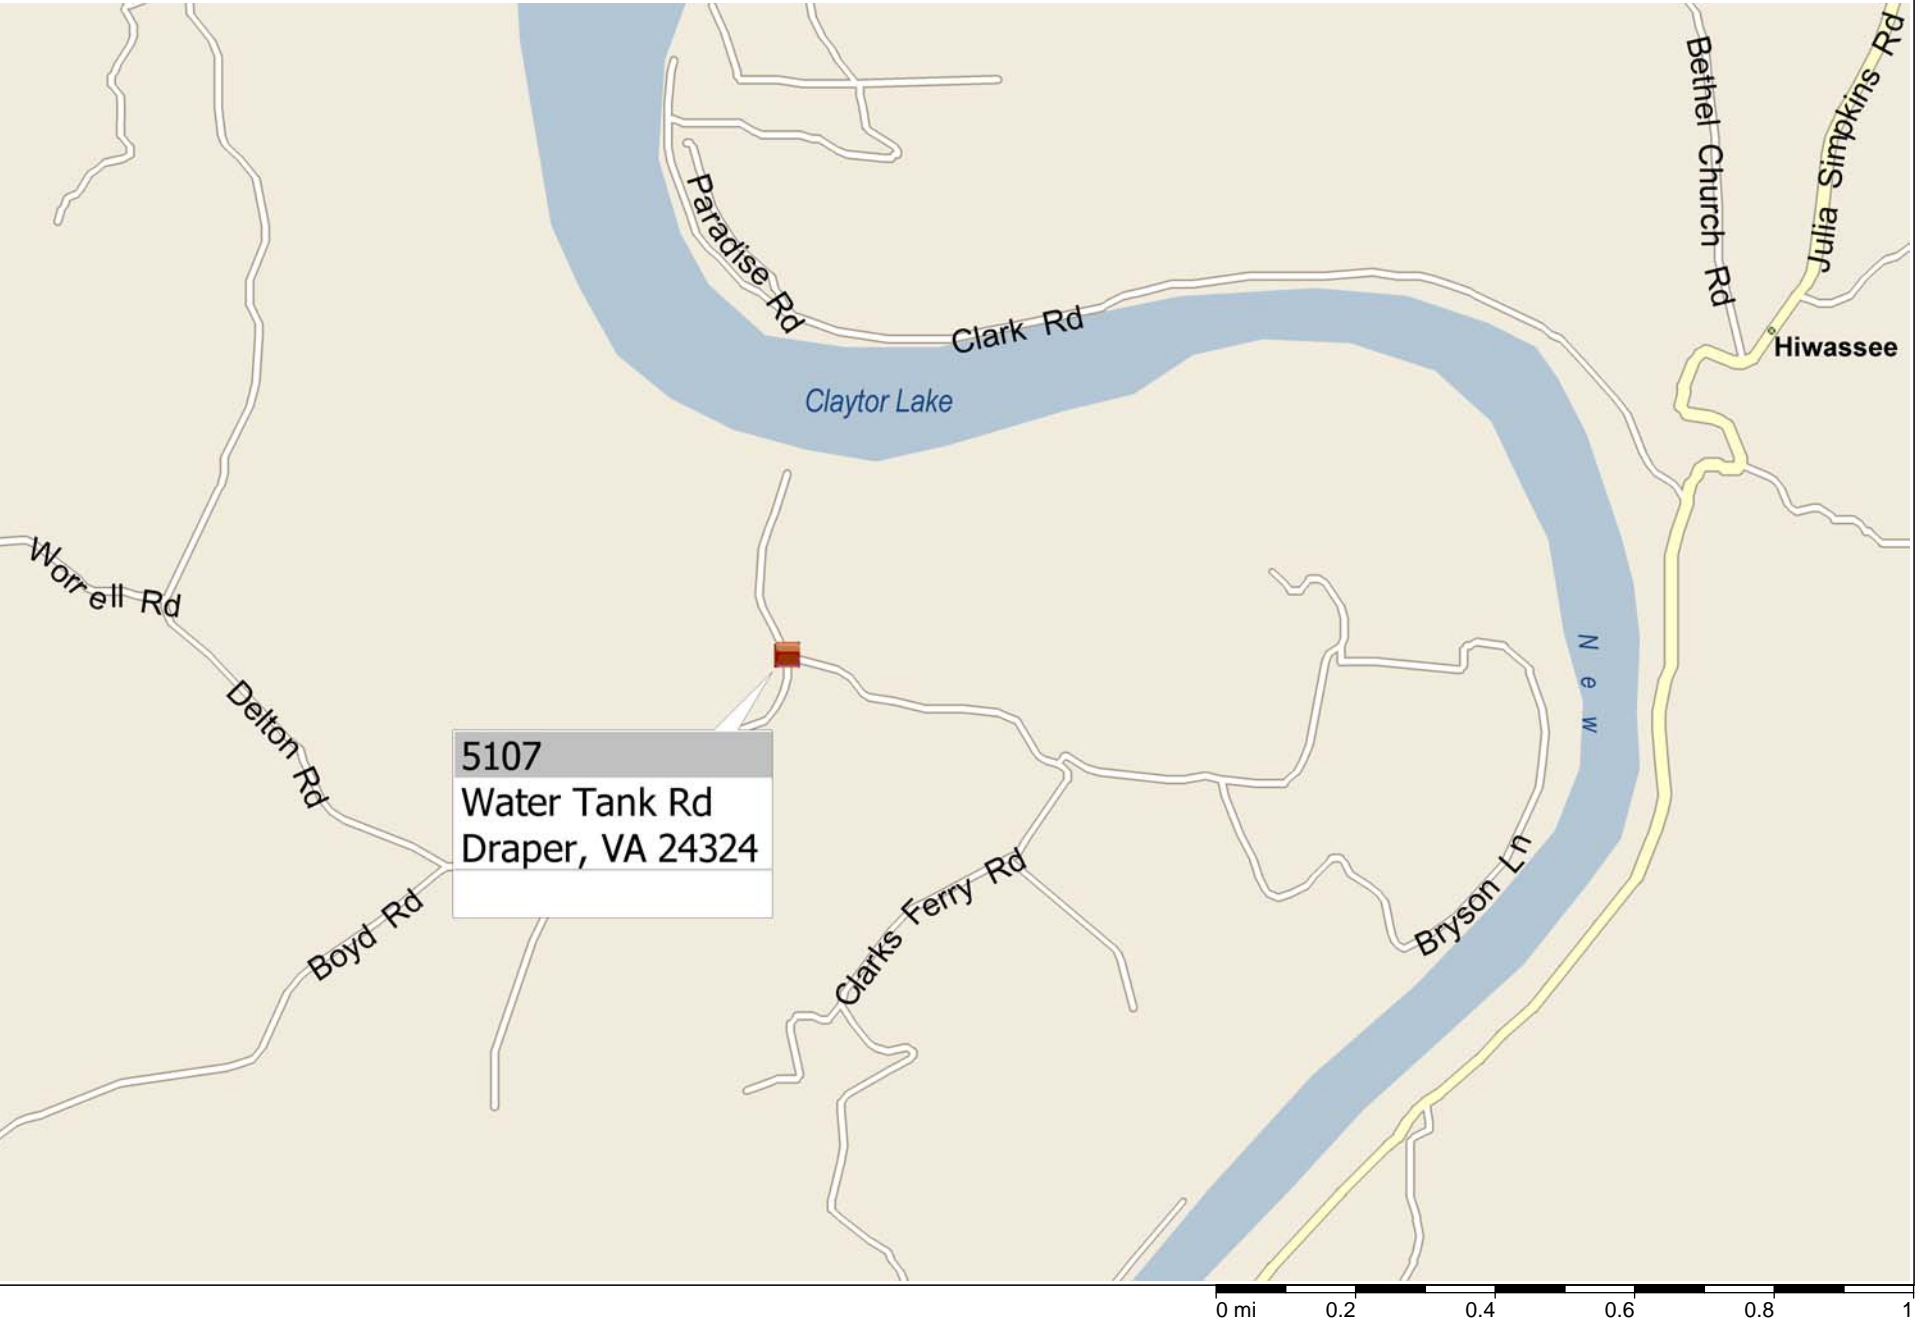 Bethel Church Rd
Julia Simpkins Rd
Paradise Rd
Clark Rd
Hiwassee
Claytor Lake
Worrell Rd
New
Delton Rd
5107
Water Tank Rd
Draper, VA 24324
Boyd Rd
Clarks Ferry Rd
Bryson Ln
0 mi 0.2 0.4 0.6 0.8 1